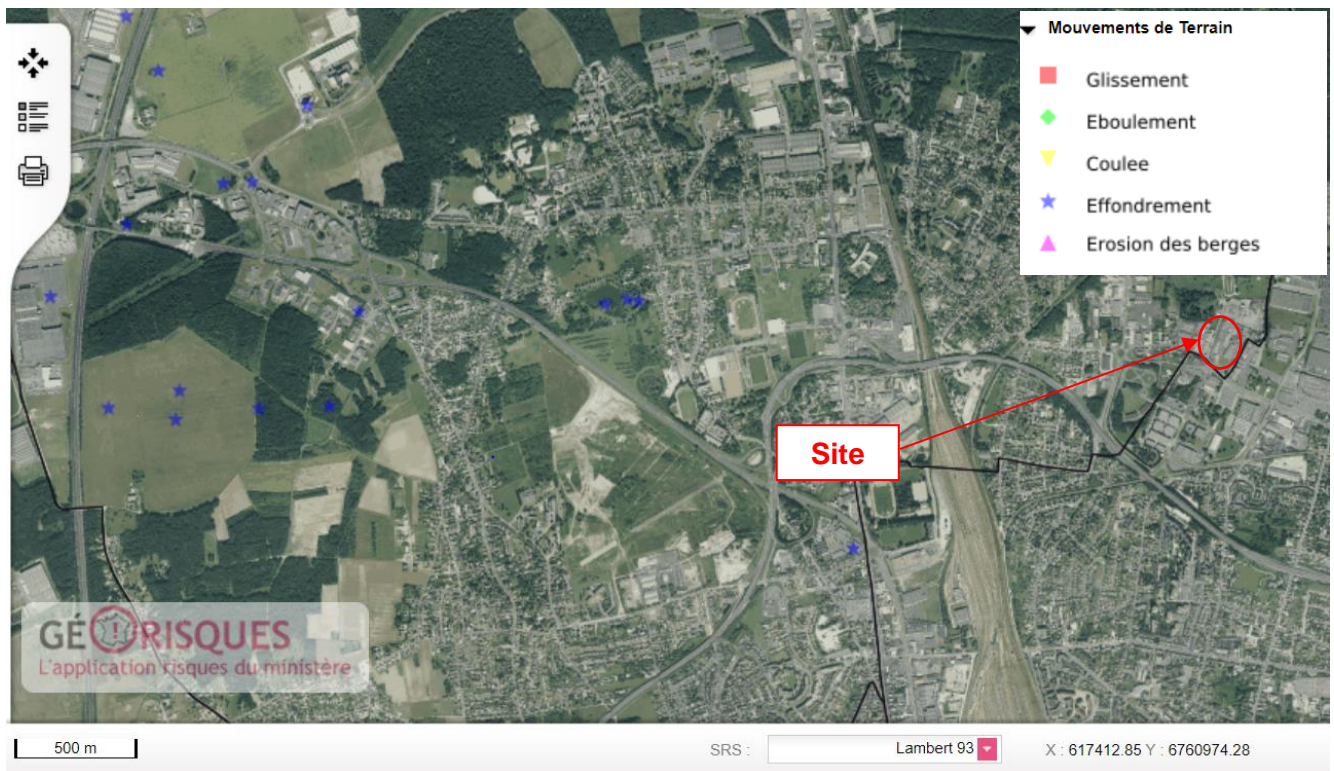 Mouvements de Terrain
Glissement
Eboulement
Coulee
Effondrement
Erosion des berges
Site
GÉORISQUES
L'application risques du ministère
500 m
SRS :
Lambert 93
X : 617412.85 Y : 6760974.28